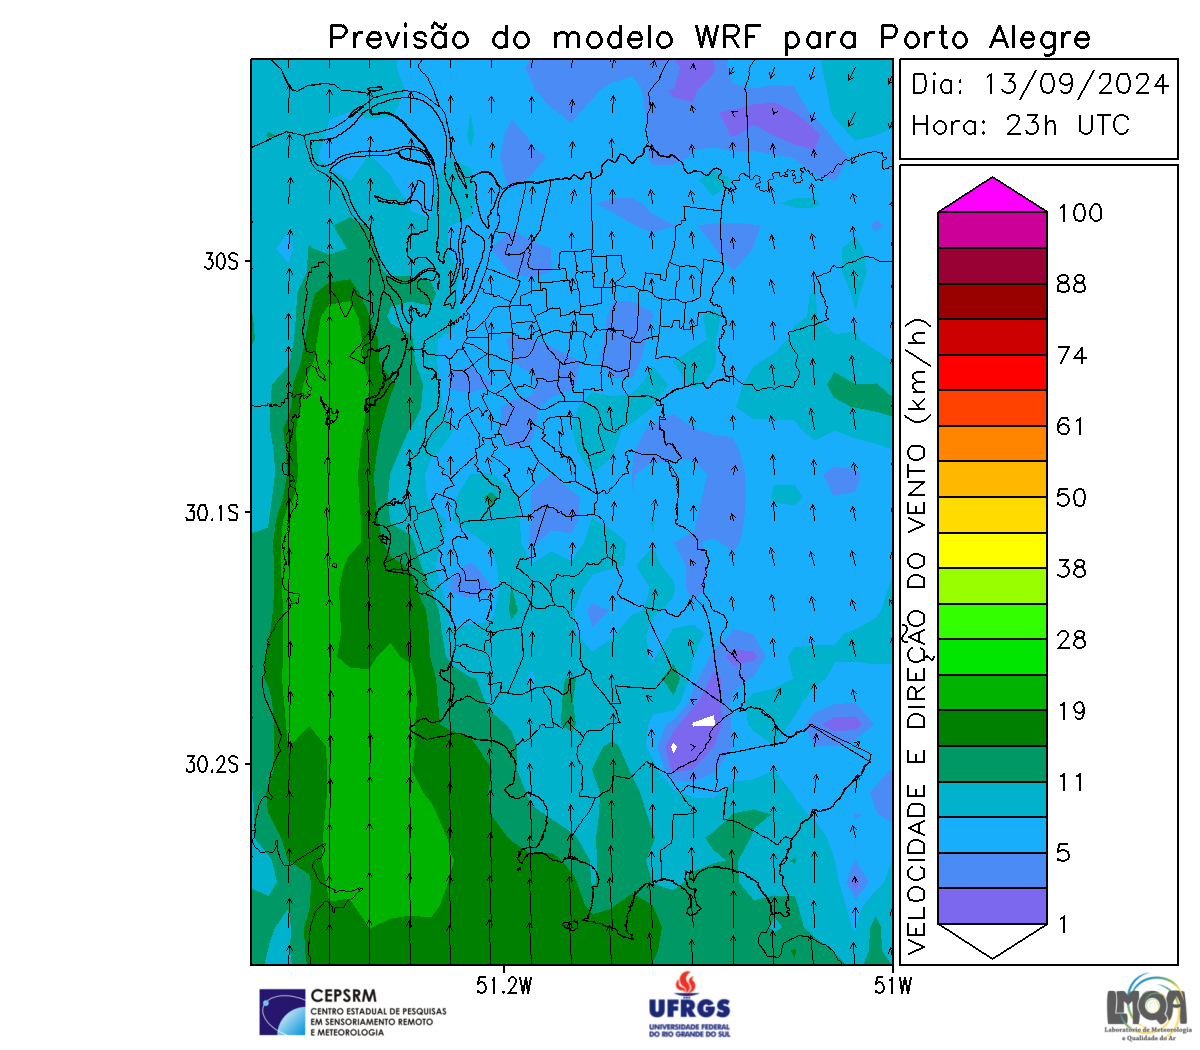 Previsão do modelo WRF para Porto Alegre
Dia: 13/09/2024
Hora: 23h UTC
100
88
74
61
50
38
28
19
11
5
1
VELOCIDADE E DIREÇÃO DO VENTO (km/h)
30S
30.1S
30.2S
51.2W
51W
CEPSRM
CENTRO ESTADUAL DE PESQUISAS
EM SENSORIAMENTO REMOTO
E METEOROLOGIA
UFRGS
UNIVERSIDADE FEDERAL
DO RIO GRANDE DO SUL
LMQA
Laboratório de Meteorologia
e Qualidade do Ar